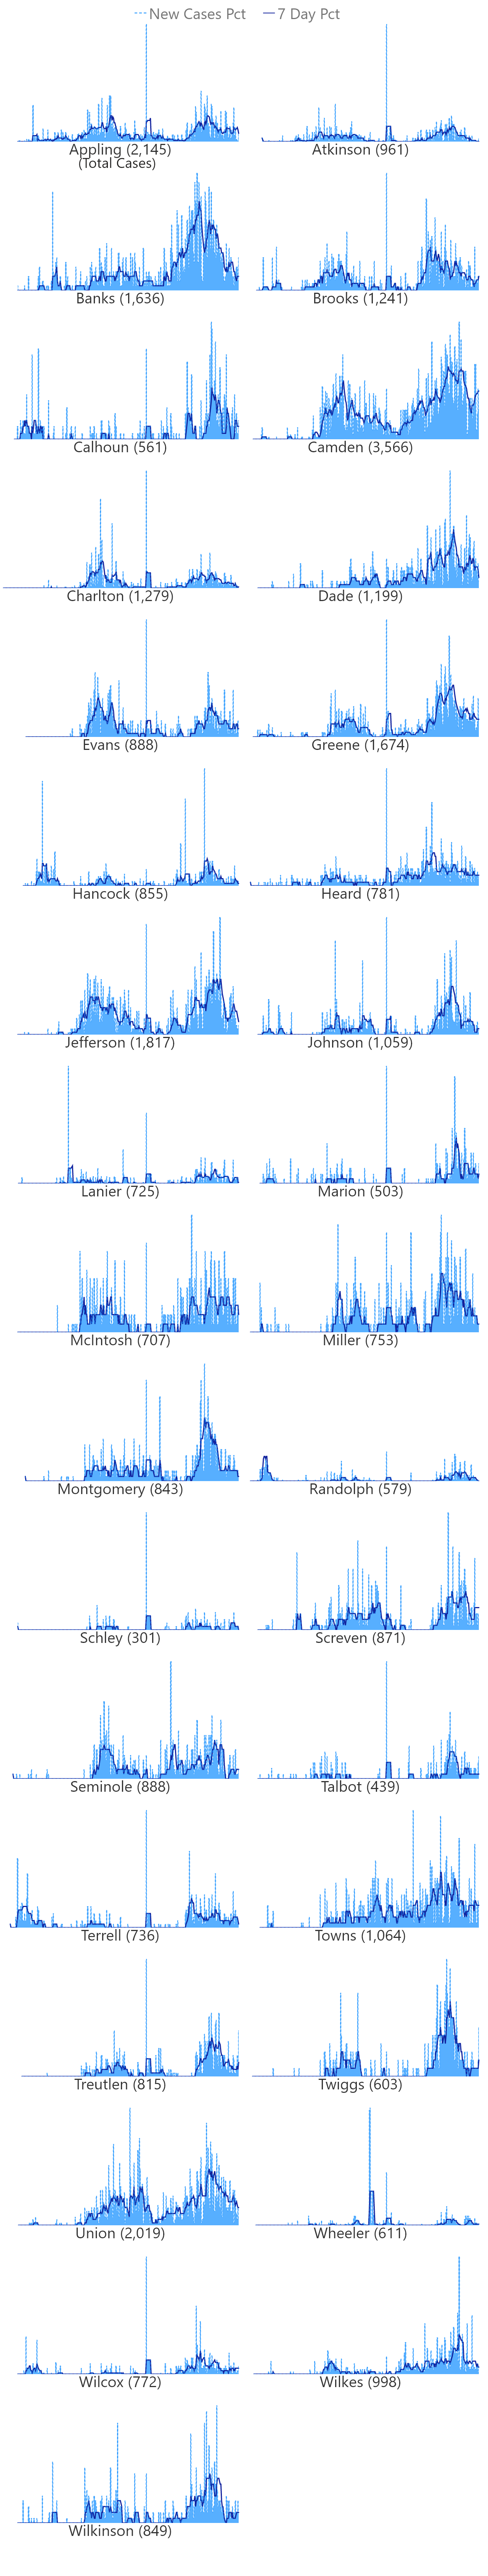 New Cases Pct 7 Day Pct
Appling (2,145) Atkinson (961)
(Total Cases)
Banks (1,636) Brooks (1,241)
Calhoun (561) Camden (3,566)
Charlton (1,279) Dade (1,199)
Evans (888) Greene (1,674)
Hancock (855) Heard (781)
Jefferson (1,817) Johnson (1,059)
Lanier (725) Marion (503)
McIntosh (707) Miller (753)
Montgomery (843) Randolph (579)
Schley (301) Screven (871)
Seminole (888) Talbot (439)
Terrell (736) Towns (1,064)
Treutlen (815) Twiggs (603)
Union (2,019) Wheeler (611)
Wilcox (772) Wilkes (998)
Wilkinson (849)